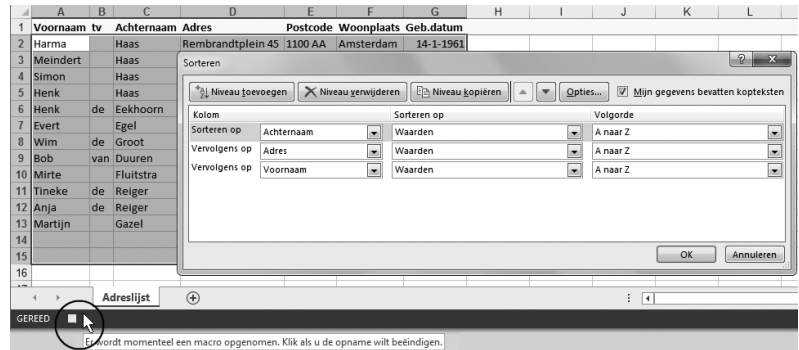 A B C D E F G H I J K L
1 Voornaam tv Achternaam Adres Postcode Woonplaats Geb.datum
2 Harma Haas Rembrandtplein 45 1100 AA Amsterdam 14-1-1961
3 Meindert Haas
4 Simon Haas
5 Henk Haas
6 Henk de Eekhoorn
7 Evert Egel
8 Wim de Groot
9 Bob van Duuren
10 Mirte Fluitstra
11 Tineke de Reiger
12 Anja de Reiger
13 Martijn Gazel
14
15
16
Sorteren ? x
Niveau toevoegen Niveau verwijderen Niveau kopiëren Opties... Mijn gegevens bevatten kopteksten
Kolom Sorteren op Volgorde
Sorteren op Achternaam Waarden A naar Z
Vervolgens op Adres Waarden A naar Z
Vervolgens op Voornaam Waarden A naar Z
OK Annuleren
Adreslijst
GEREED
Er wordt momenteel een macro opgenomen. Klik als u de opname wilt beëindigen.